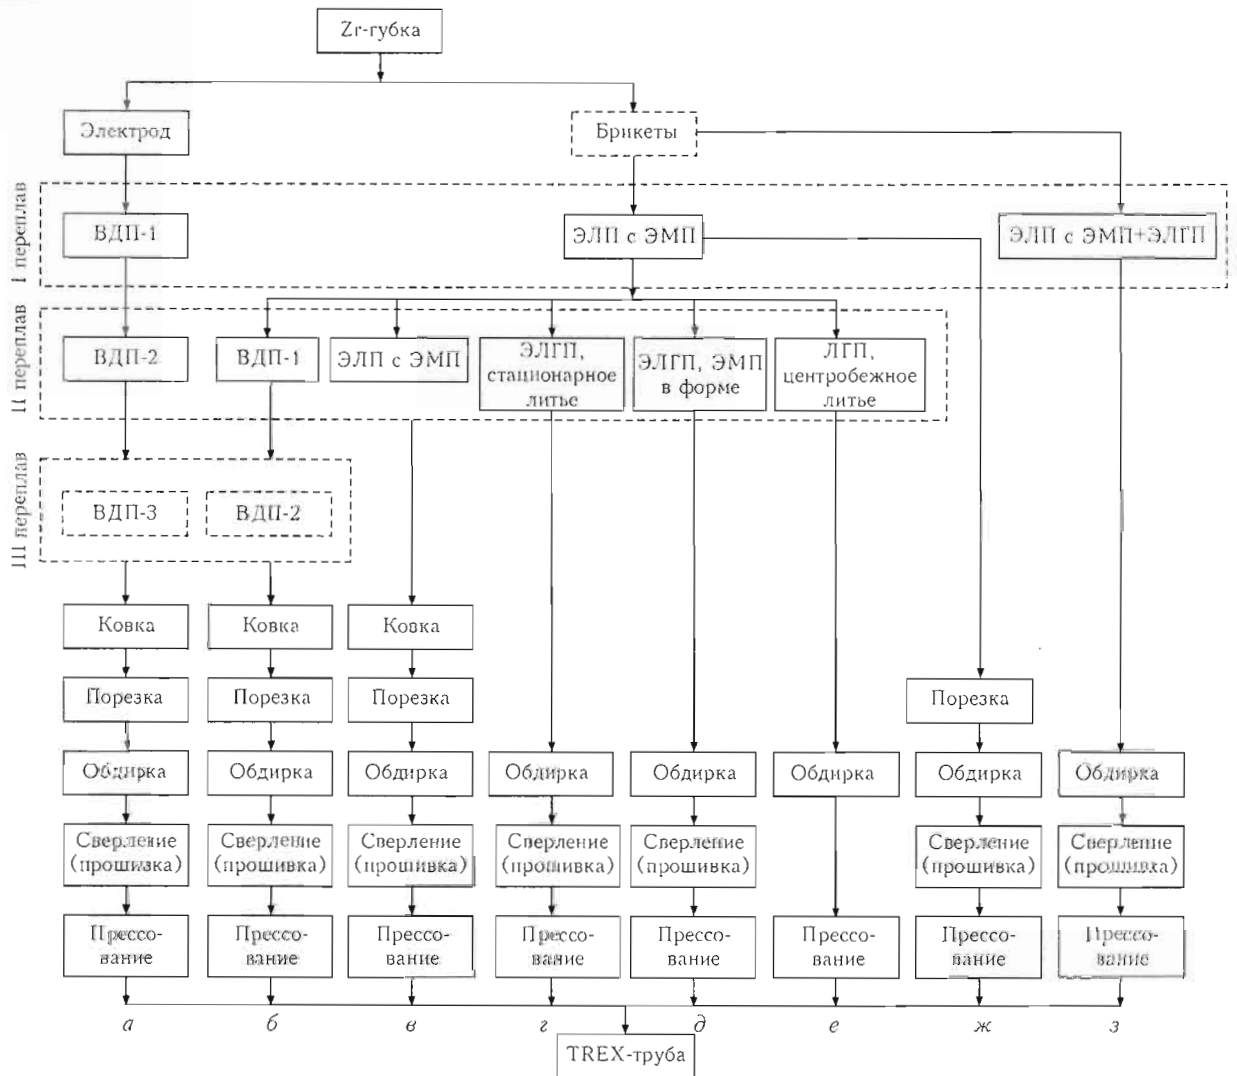 Zr-губка
Электрод
Брикеты
I переплав
ВДП-1
ЭЛП с ЭМП
ЭЛП с ЭМП+ЭЛГП
II переплав
ВДП-2
ВДП-1
ЭЛП с ЭМП
ЭЛГП,
стационарное
литье
ЭЛГП, ЭМП
в форме
ЛГП,
центробежное
литье
III переплав
ВДП-3
ВДП-2
Ковка
Ковка
Ковка
Порезка
Порезка
Порезка
Порезка
Обдирка
Обдирка
Обдирка
Обдирка
Обдирка
Обдирка
Обдирка
Обдирка
Сверление
(прошивка)
Сверление
(прошивка)
Сверление
(прошивка)
Сверление
(прошивка)
Сверление
(прошивка)
Сверление
(прошивка)
Сверление
(прошивка)
Прессо-
вание
Прессо-
вание
Прессо-
вание
Прессо-
вание
Прессо-
вание
Прессо-
вание
Прессо-
вание
Прессо-
вание
а
б
в
г
д
е
ж
з
TREX-труба